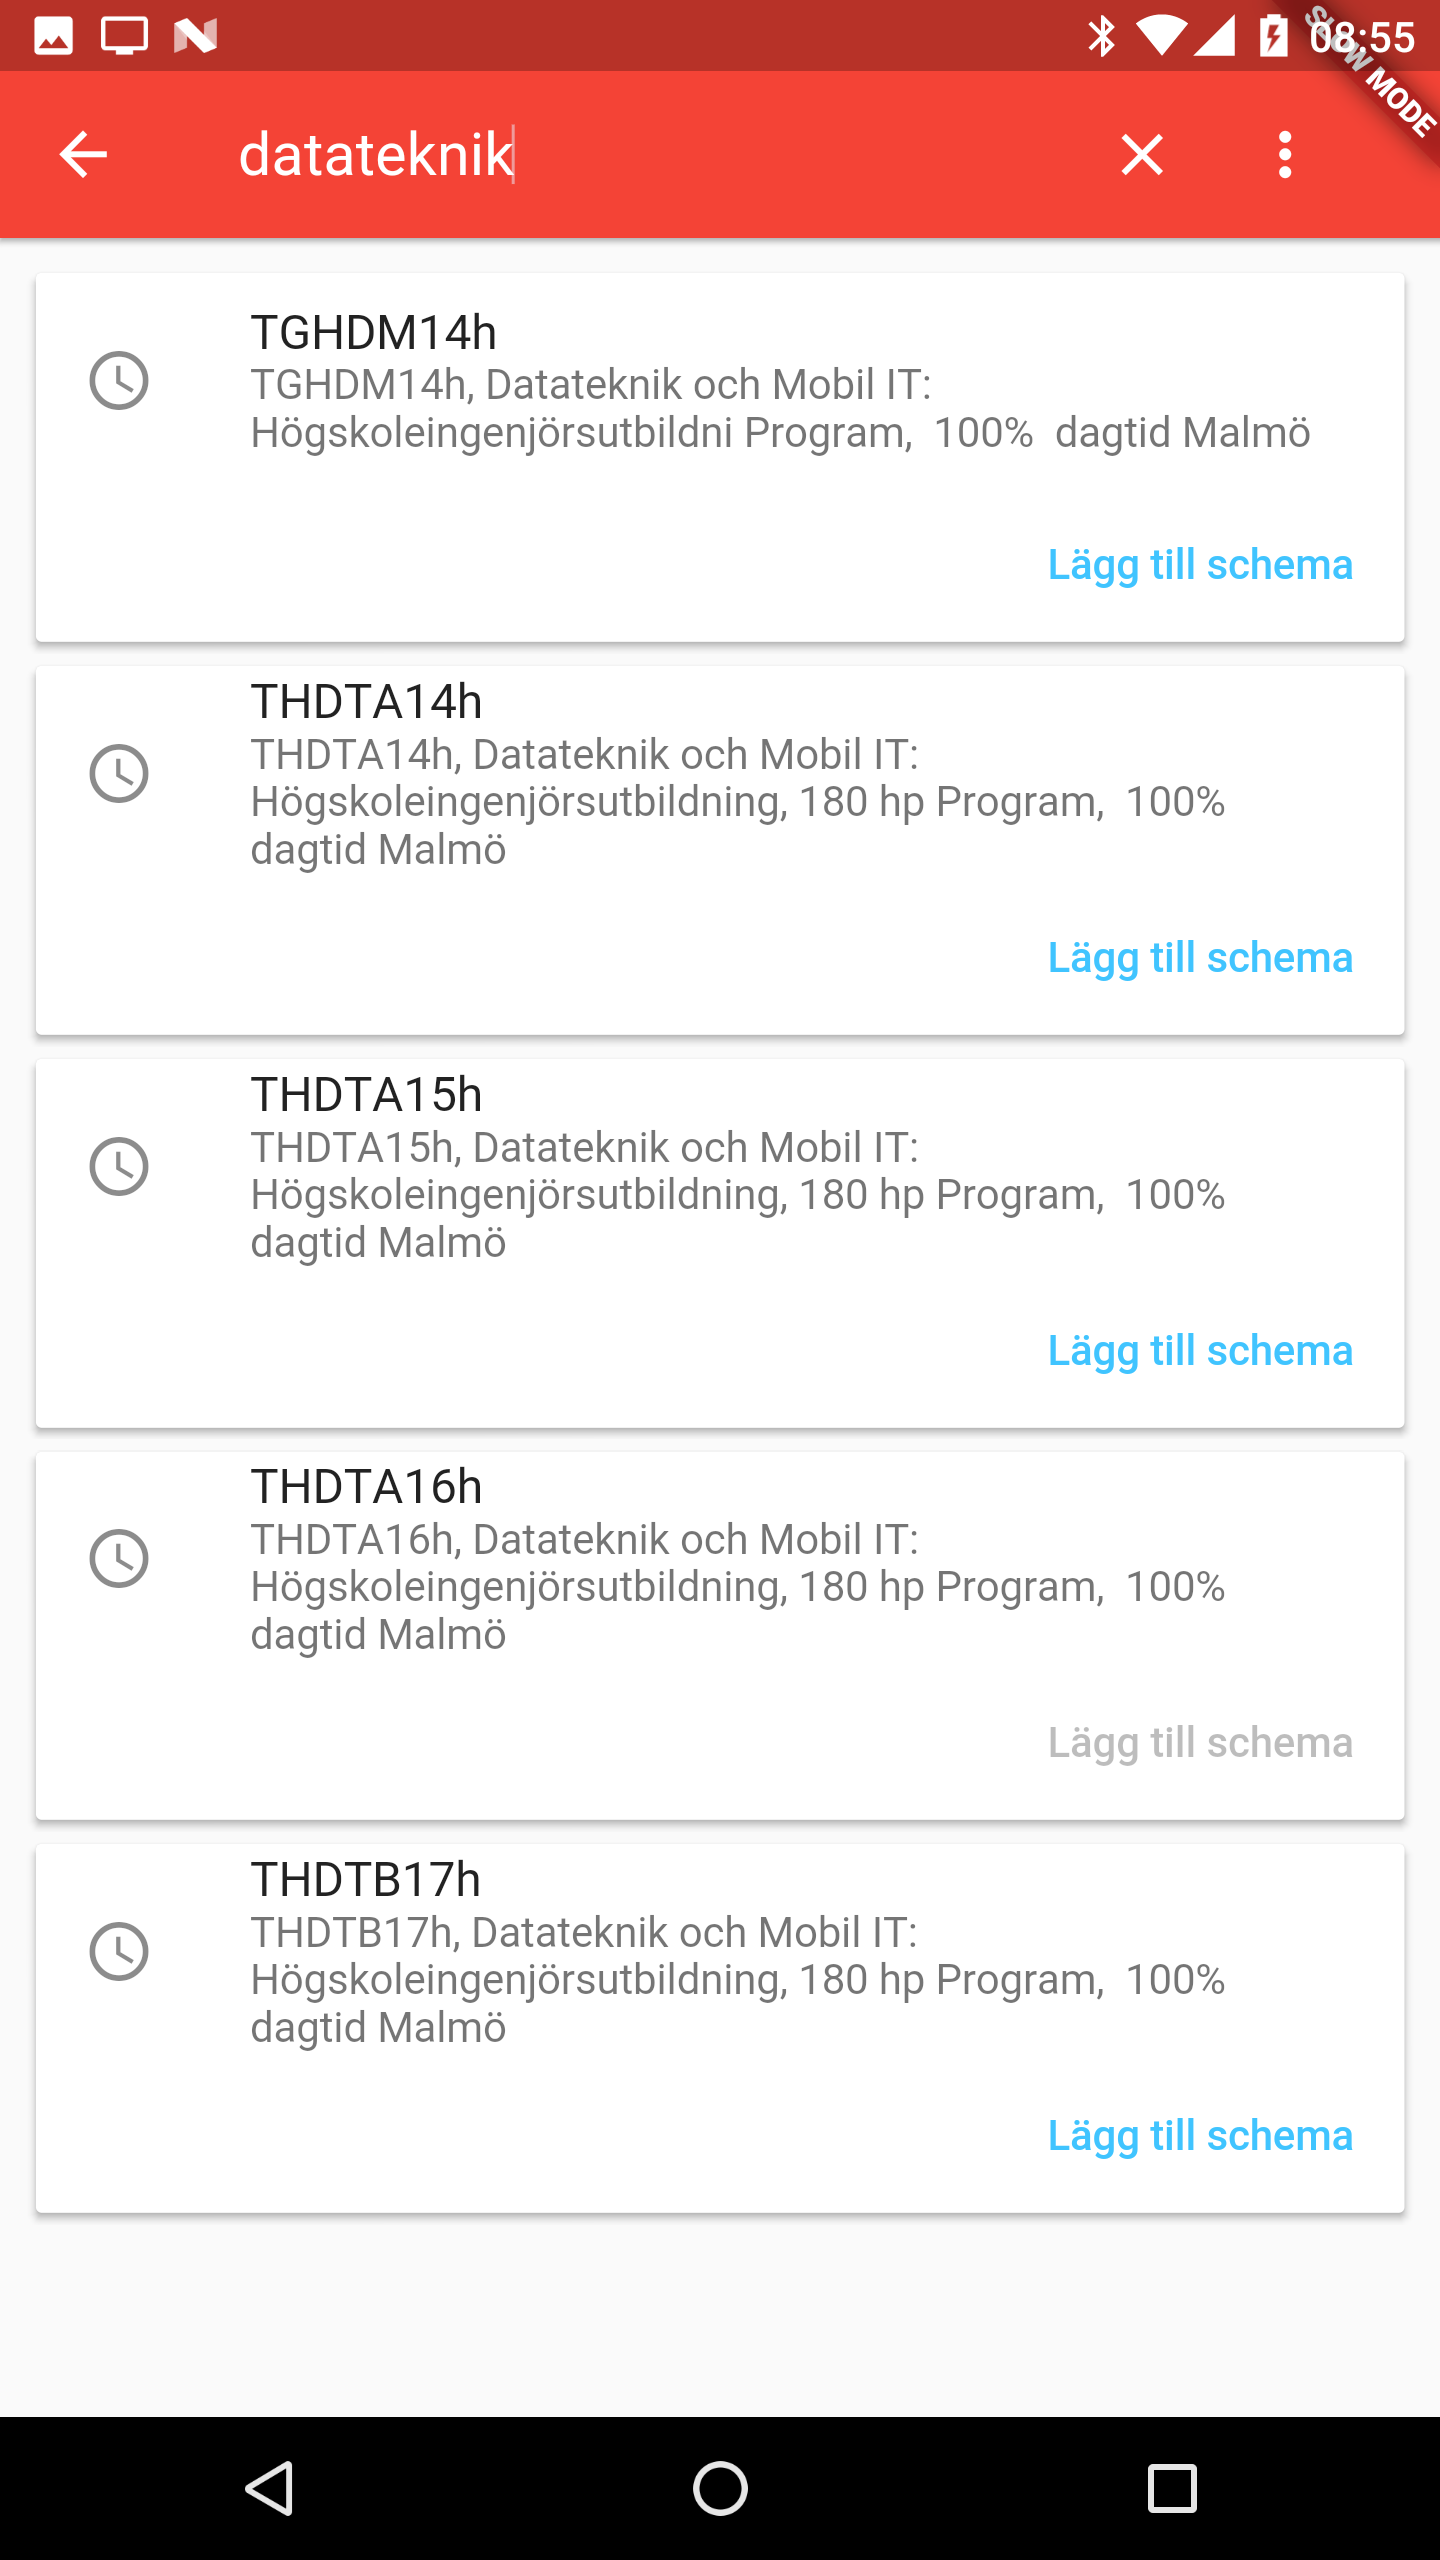 08:55
SLOW MODE
datateknik
TGHDM14h
TGHDM14h, Datateknik och Mobil IT:
Högskoleingenjörsutbildni Program,  100%  dagtid Malmö
Lägg till schema
THDTA14h
THDTA14h, Datateknik och Mobil IT:
Högskoleingenjörsutbildning, 180 hp Program,  100%
dagtid Malmö
Lägg till schema
THDTA15h
THDTA15h, Datateknik och Mobil IT:
Högskoleingenjörsutbildning, 180 hp Program,  100%
dagtid Malmö
Lägg till schema
THDTA16h
THDTA16h, Datateknik och Mobil IT:
Högskoleingenjörsutbildning, 180 hp Program,  100%
dagtid Malmö
Lägg till schema
THDTB17h
THDTB17h, Datateknik och Mobil IT:
Högskoleingenjörsutbildning, 180 hp Program,  100%
dagtid Malmö
Lägg till schema